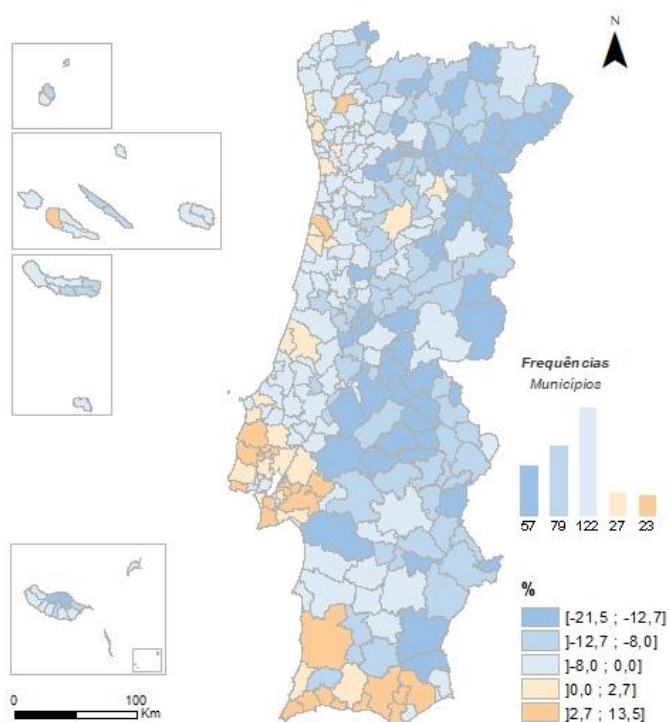 N
Frequências
Municípios
57 79 122 27 23
%
[-21,5 ; -12,7]
]-12,7 ; -8,0]
]-8,0 ; 0,0]
]0,0 ; 2,7]
]2,7 ; 13,5]
0 100
Km